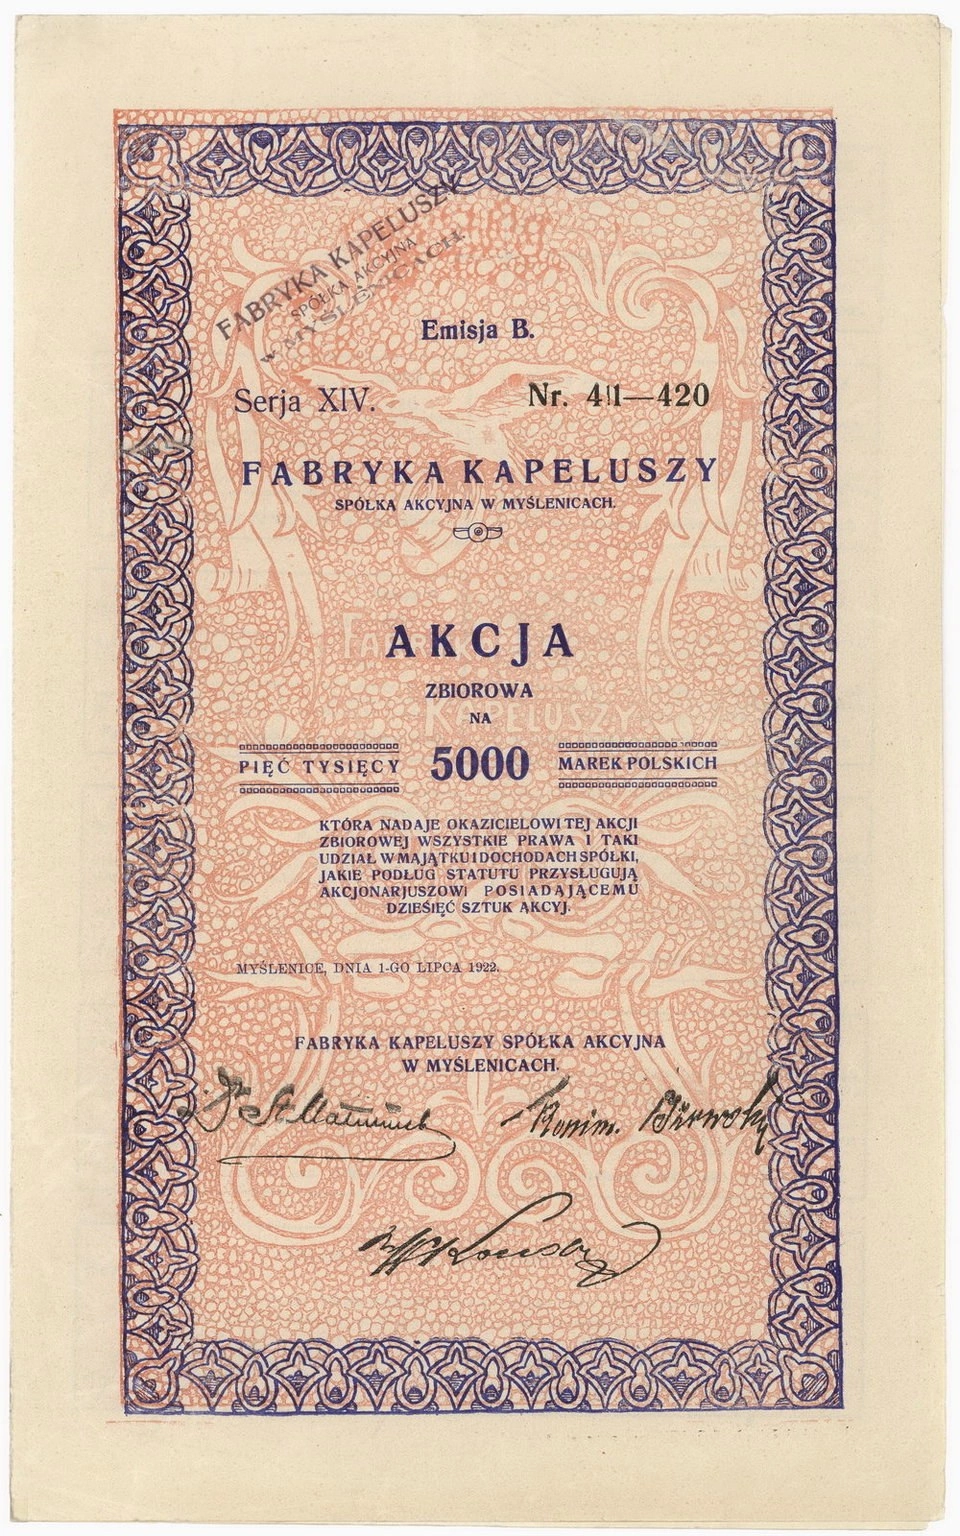 FABRYKA KAPELUSZY
SPÓŁKA AKCYJNA
W MYŚLENICACH
Emisja B.
Serja XIV. Nr. 411—420
FABRYKA KAPELUSZY
SPÓŁKA AKCYJNA W MYŚLENICACH.
AKCJA
ZBIOROWA
NA
KAPELUSZY
PIĘĆ TYSIĘCY 5000 MAREK POLSKICH
KTÓRA NADAJE OKAZICIELOWI TEJ AKCJI
ZBIOROWEJ WSZYSTKIE PRAWA I TAKI
UDZIAŁ W MAJĄTKU I DOCHODACH SPÓŁKI,
JAKIE PODŁUG STATUTU PRZYSŁUGUJĄ
AKCJONARJUSZOWI POSIADAJĄCEMU
DZIESIĘĆ SZTUK AKCYJ.
MYŚLENICE, DNIA 1-GO LIPCA 1922.
FABRYKA KAPELUSZY SPÓŁKA AKCYJNA
W MYŚLENICACH.